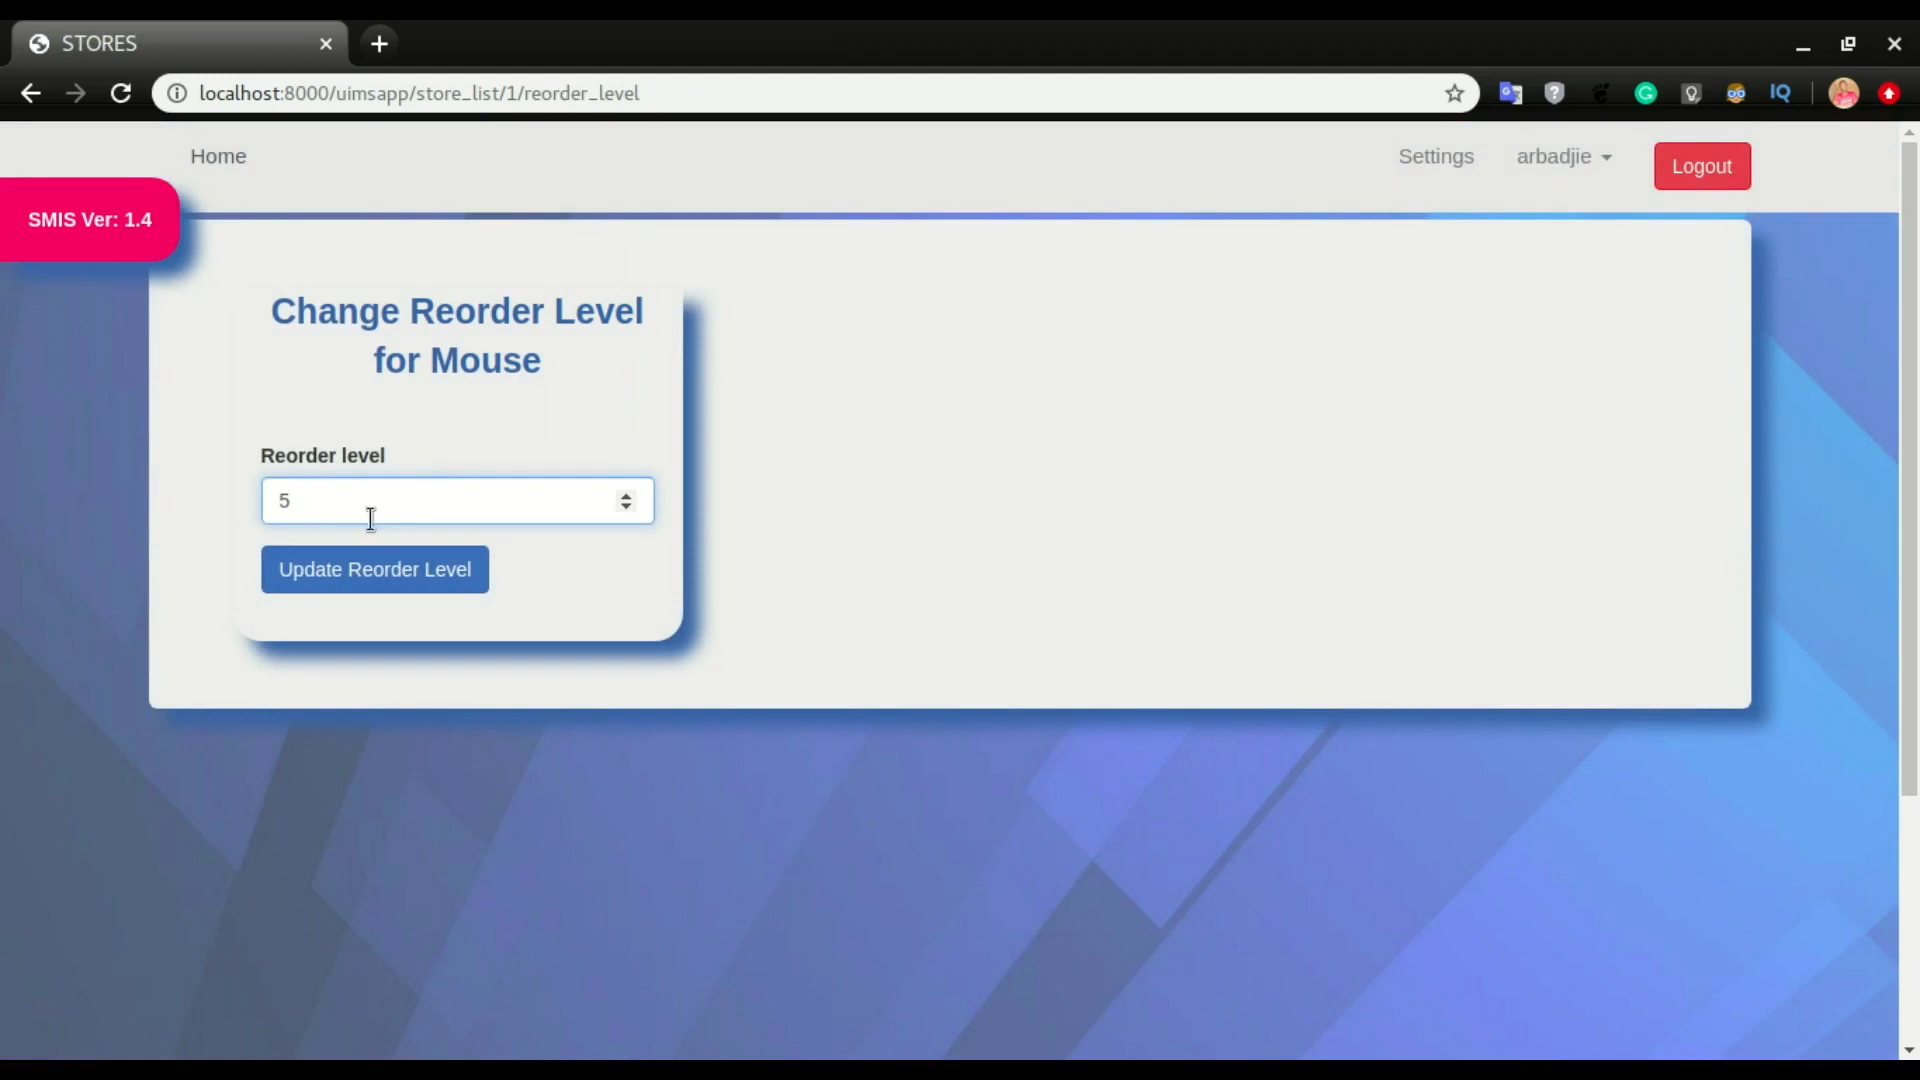 STORES
localhost:8000/uimsapp/store_list/1/reorder_level
IQ
Home
Settings
arbadjie
Logout
SMIS Ver: 1.4
Change Reorder Level
for Mouse
Reorder level
5
Update Reorder Level